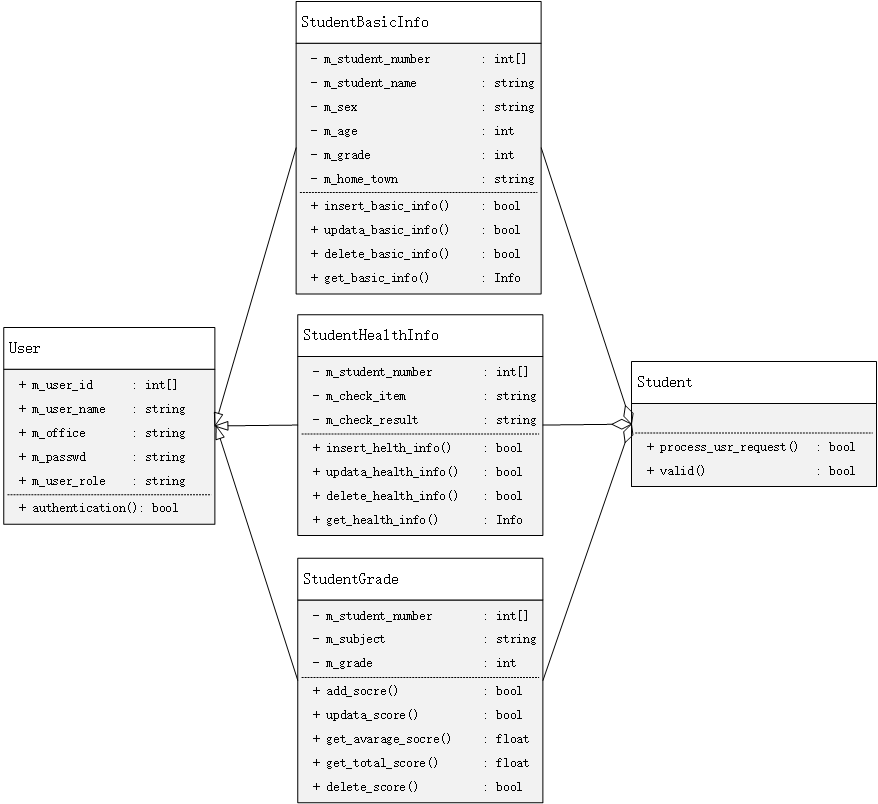 StudentBasicInfo
- m_student_number : int[]
- m_student_name : string
- m_sex : string
- m_age : int
- m_grade : int
- m_home_town : string
+ insert_basic_info() : bool
+ updata_basic_info() : bool
+ delete_basic_info() : bool
+ get_basic_info() : Info
User
+ m_user_id : int[]
+ m_user_name : string
+ m_office : string
+ m_passwd : string
+ m_user_role : string
+ authentication(): bool
StudentHealthInfo
- m_student_number : int[]
- m_check_item : string
- m_check_result : string
+ insert_helth_info() : bool
+ updata_health_info() : bool
+ delete_health_info() : bool
+ get_health_info() : Info
Student
+ process_usr_request() : bool
+ valid() : bool
StudentGrade
- m_student_number : int[]
- m_subject : string
- m_grade : int
+ add_socre() : bool
+ updata_score() : bool
+ get_avarage_socre() : float
+ get_total_score() : float
+ delete_score() : bool